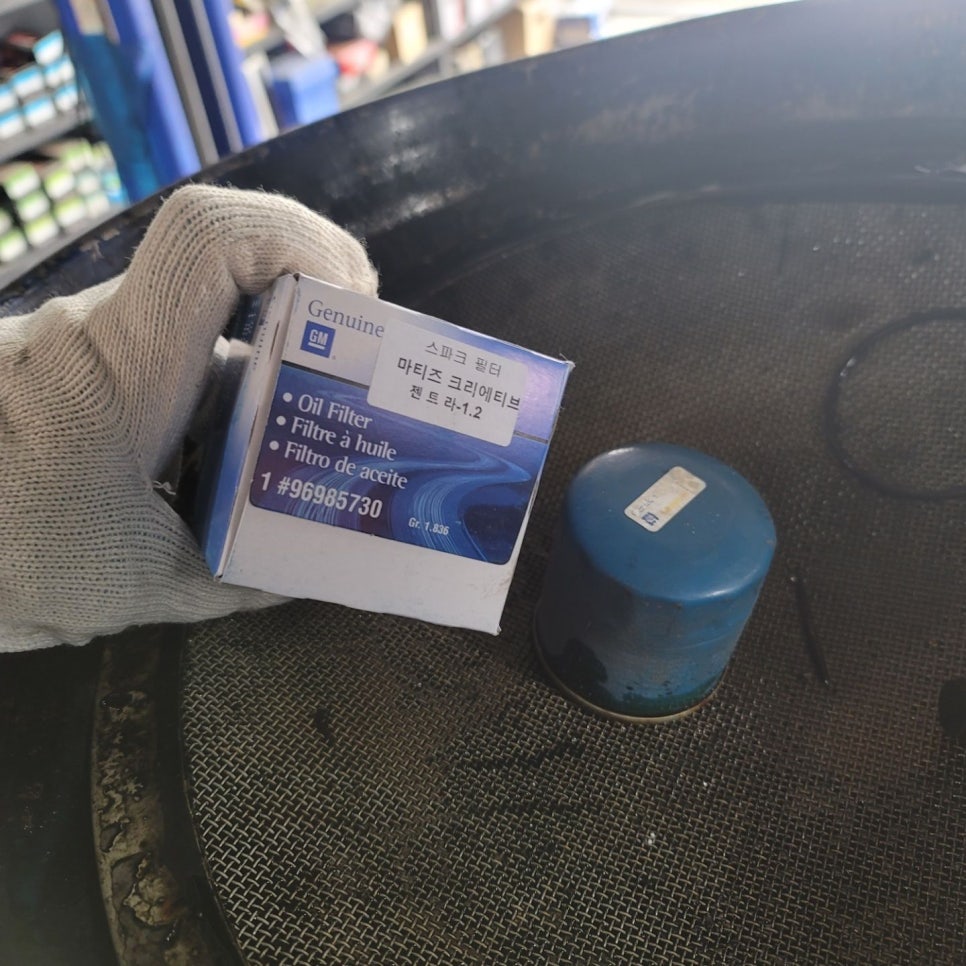 Genuine
GM
스파크 필터
마티즈 크리에티브
젠 트 라-1.2
• Oil Filter
• Filtre à huile
• Filtro de aceite
1 #96985730
Gr. 1.836